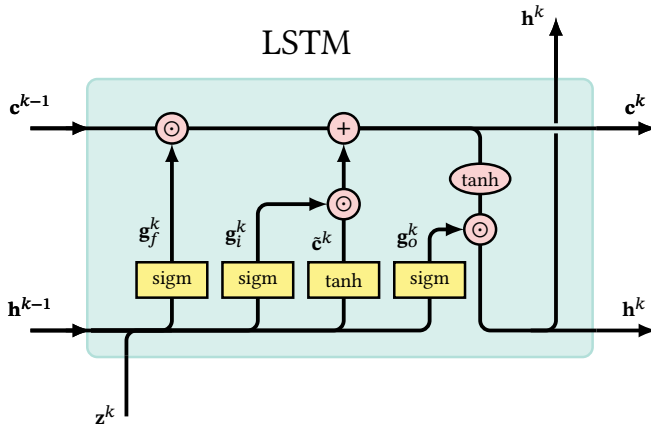 h^k
LSTM
c^{k−1}
c^k
⊙
+
tanh
⊙
⊙
g_f^k
g_i^k
c̃^k
g_o^k
sigm
sigm
tanh
sigm
h^{k−1}
h^k
z^k